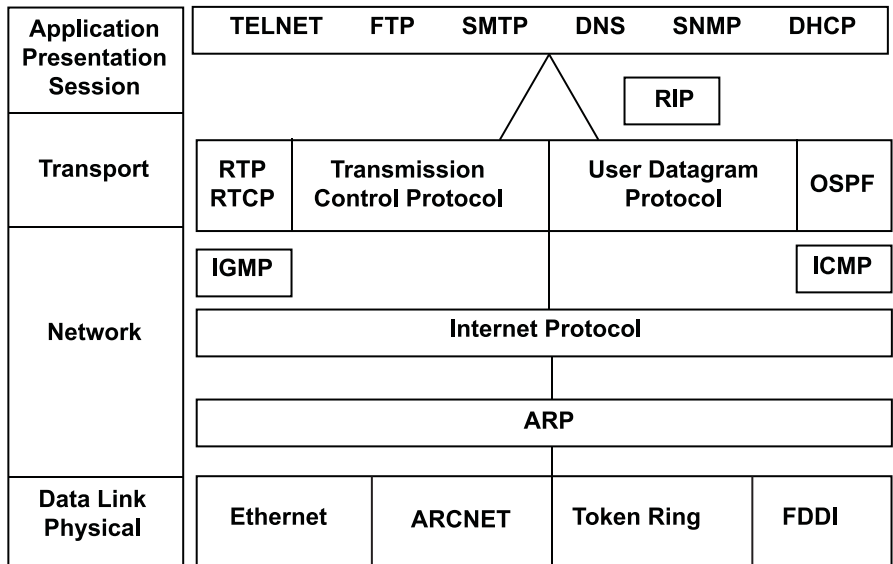 Application
Presentation
Session
TELNET FTP SMTP DNS SNMP DHCP
RIP
Transport
RTP
RTCP
Transmission
Control Protocol
User Datagram
Protocol
OSPF
Network
IGMP
ICMP
Internet Protocol
ARP
Data Link
Physical
Ethernet
ARCNET
Token Ring
FDDI